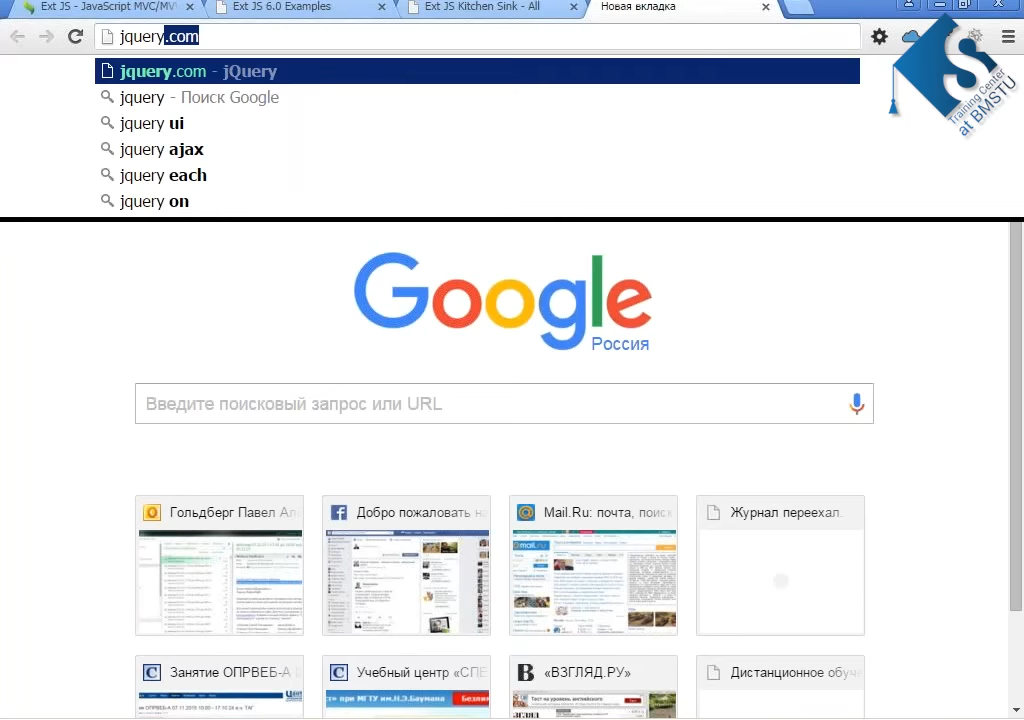 Ext JS - JavaScript MVC/MV
Ext JS 6.0 Examples
Ext JS Kitchen Sink - All
Новая вкладка
jquery.com
jquery.com - jQuery
jquery - Поиск Google
jquery ui
jquery ajax
jquery each
jquery on
Training Center
at BMSTU
Google
Россия
Введите поисковый запрос или URL
Гольдберг Павел Ал
Добро пожаловать на
Mail.Ru: почта, поиск
Журнал переехал.
Занятие ОПРВЕБ-А
Учебный центр «СПЕ
«ВЗГЛЯД.РУ»
Дистанционное обуче